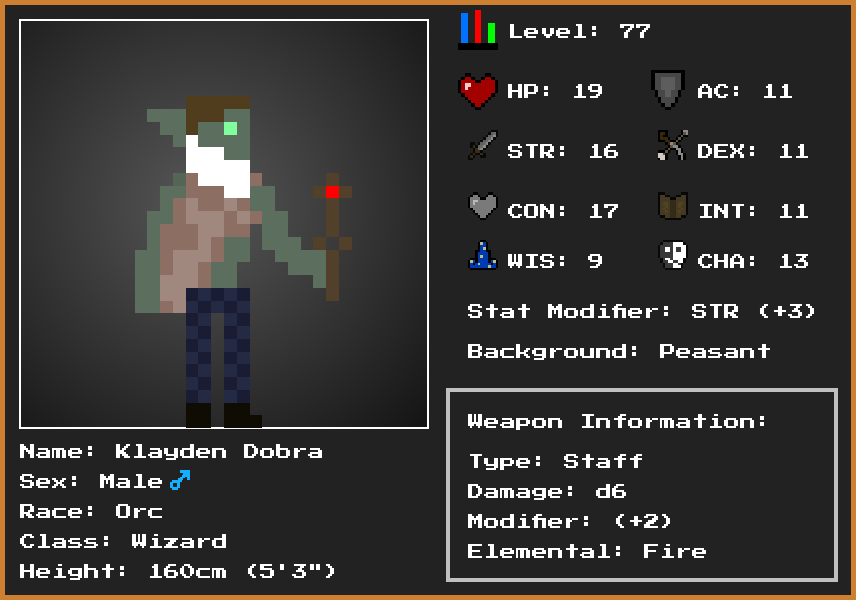 Level: 77
HP: 19
AC: 11
STR: 16
DEX: 11
CON: 17
INT: 11
WIS: 9
CHA: 13
Stat Modifier: STR (+3)
Background: Peasant
Weapon Information:
Type: Staff
Damage: d6
Modifier: (+2)
Elemental: Fire
Name: Klayden Dobra
Sex: Male♂
Race: Orc
Class: Wizard
Height: 160cm (5'3")